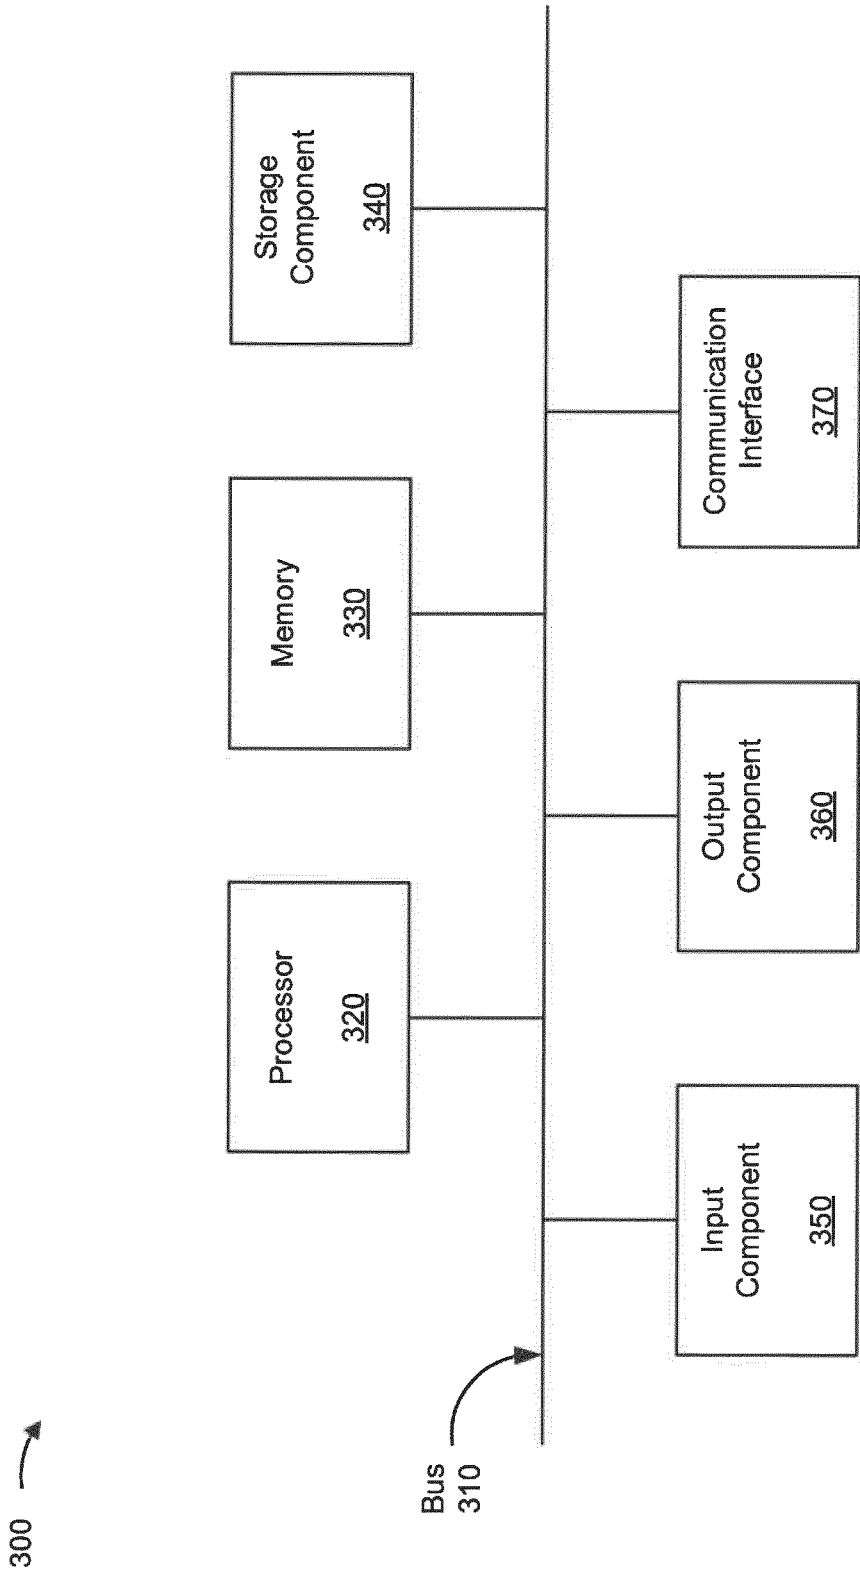 300
Processor
320
Memory
330
Storage
Component
340
Bus
310
Input
Component
350
Output
Component
360
Communication
Interface
370